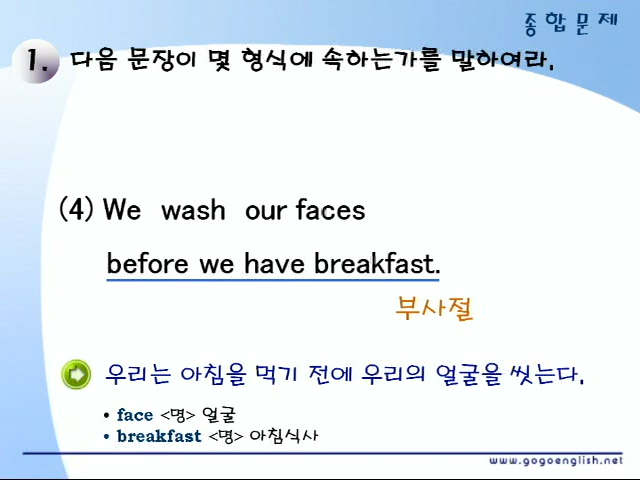 종합문제
1. 다음 문장이 몇 형식에 속하는가를 말하여라.
(4) We wash our faces
before we have breakfast.
부사절
우리는 아침을 먹기 전에 우리의 얼굴을 씻는다.
• face <명> 얼굴
• breakfast <명> 아침식사
www.gogoenglish.net